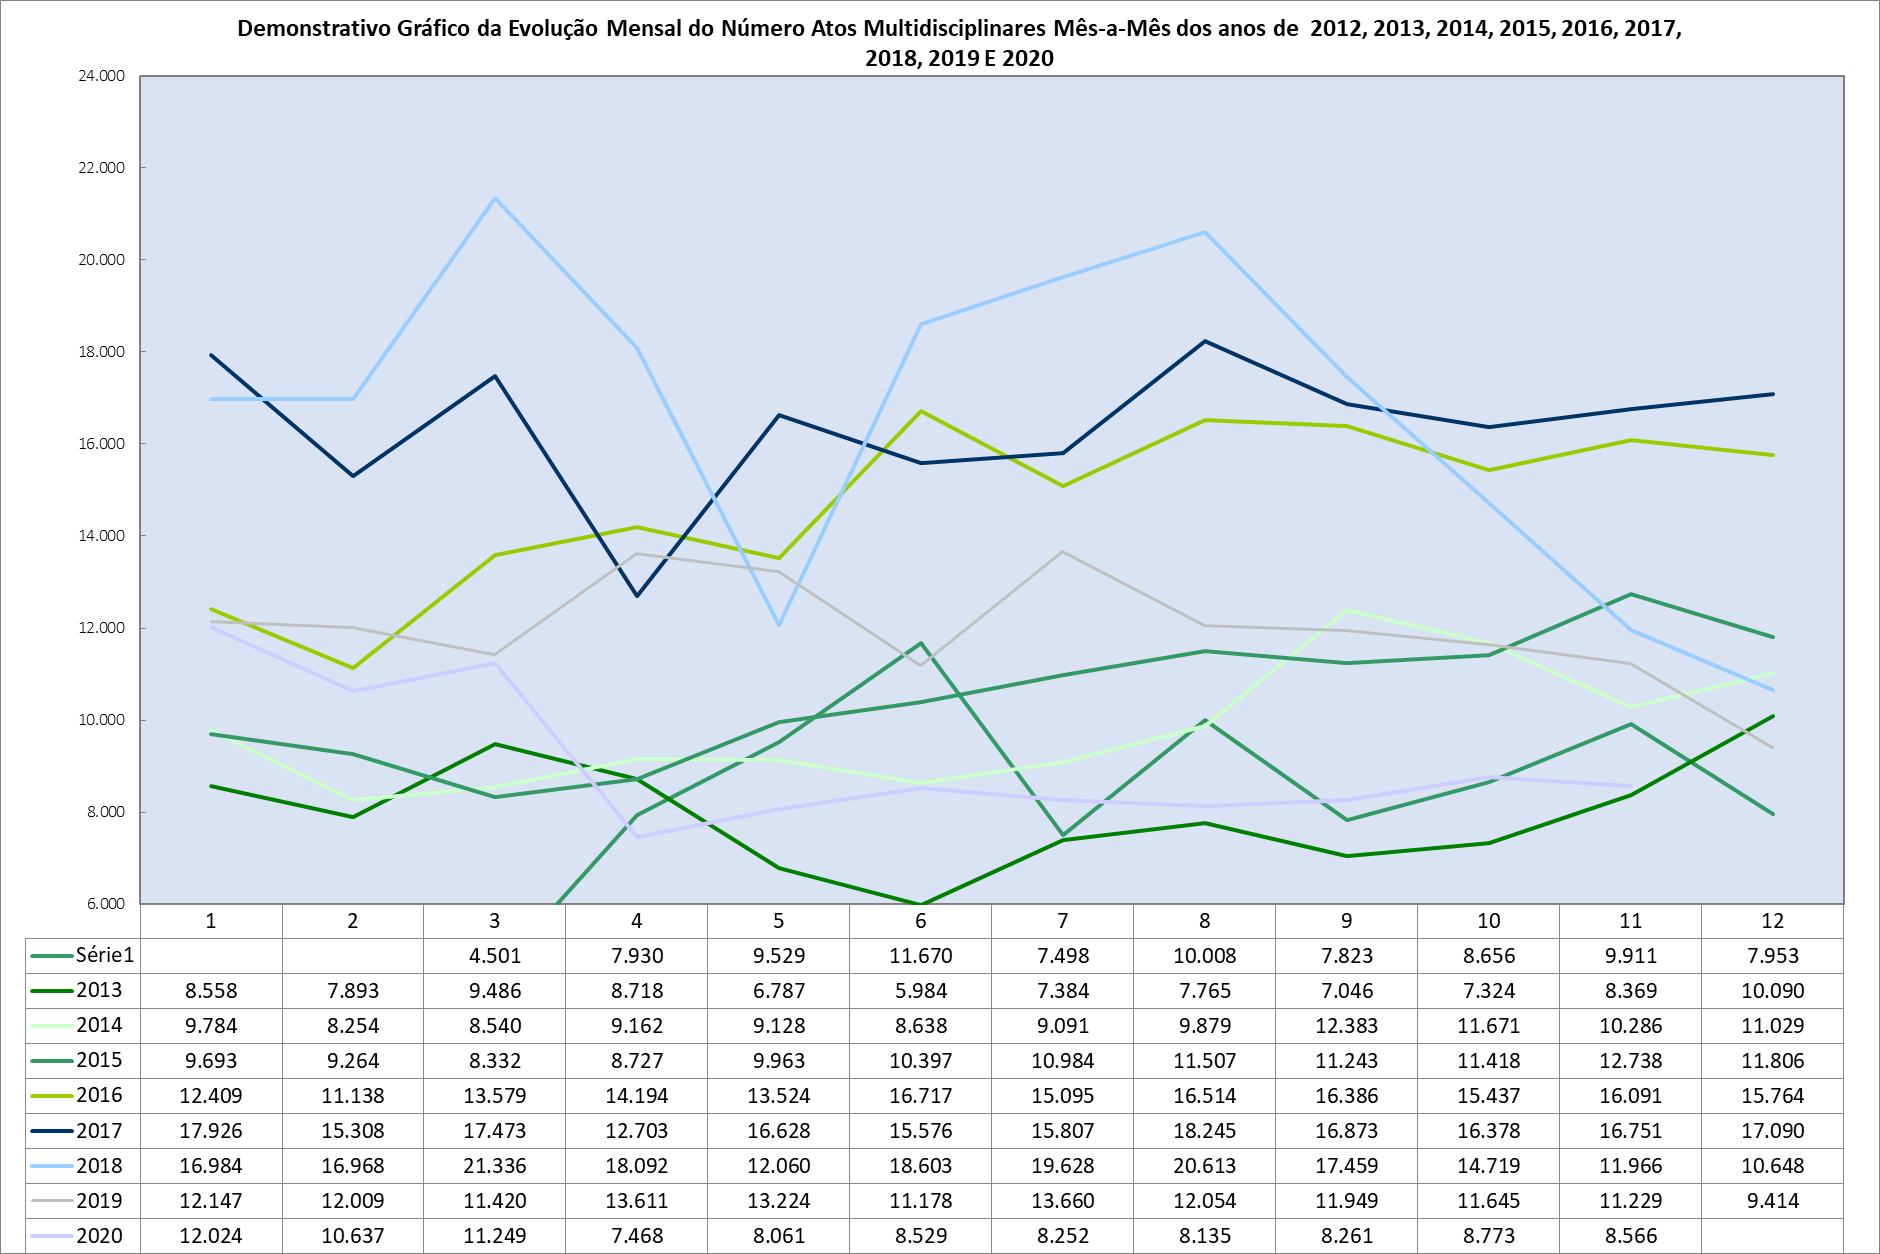 Demonstrativo Gráfico da Evolução Mensal do Número Atos Multidisciplinares Mês-a-Mês dos anos de 2012, 2013, 2014, 2015, 2016, 2017,
2018, 2019 E 2020
24.000
22.000
20.000
18.000
16.000
14.000
12.000
10.000
8.000
6.000
1 2 3 4 5 6 7 8 9 10 11 12
Série1 4.501 7.930 9.529 11.670 7.498 10.008 7.823 8.656 9.911 7.953
2013 8.558 7.893 9.486 8.718 6.787 5.984 7.384 7.765 7.046 7.324 8.369 10.090
2014 9.784 8.254 8.540 9.162 9.128 8.638 9.091 9.879 12.383 11.671 10.286 11.029
2015 9.693 9.264 8.332 8.727 9.963 10.397 10.984 11.507 11.243 11.418 12.738 11.806
2016 12.409 11.138 13.579 14.194 13.524 16.717 15.095 16.514 16.386 15.437 16.091 15.764
2017 17.926 15.308 17.473 12.703 16.628 15.576 15.807 18.245 16.873 16.378 16.751 17.090
2018 16.984 16.968 21.336 18.092 12.060 18.603 19.628 20.613 17.459 14.719 11.966 10.648
2019 12.147 12.009 11.420 13.611 13.224 11.178 13.660 12.054 11.949 11.645 11.229 9.414
2020 12.024 10.637 11.249 7.468 8.061 8.529 8.252 8.135 8.261 8.773 8.566